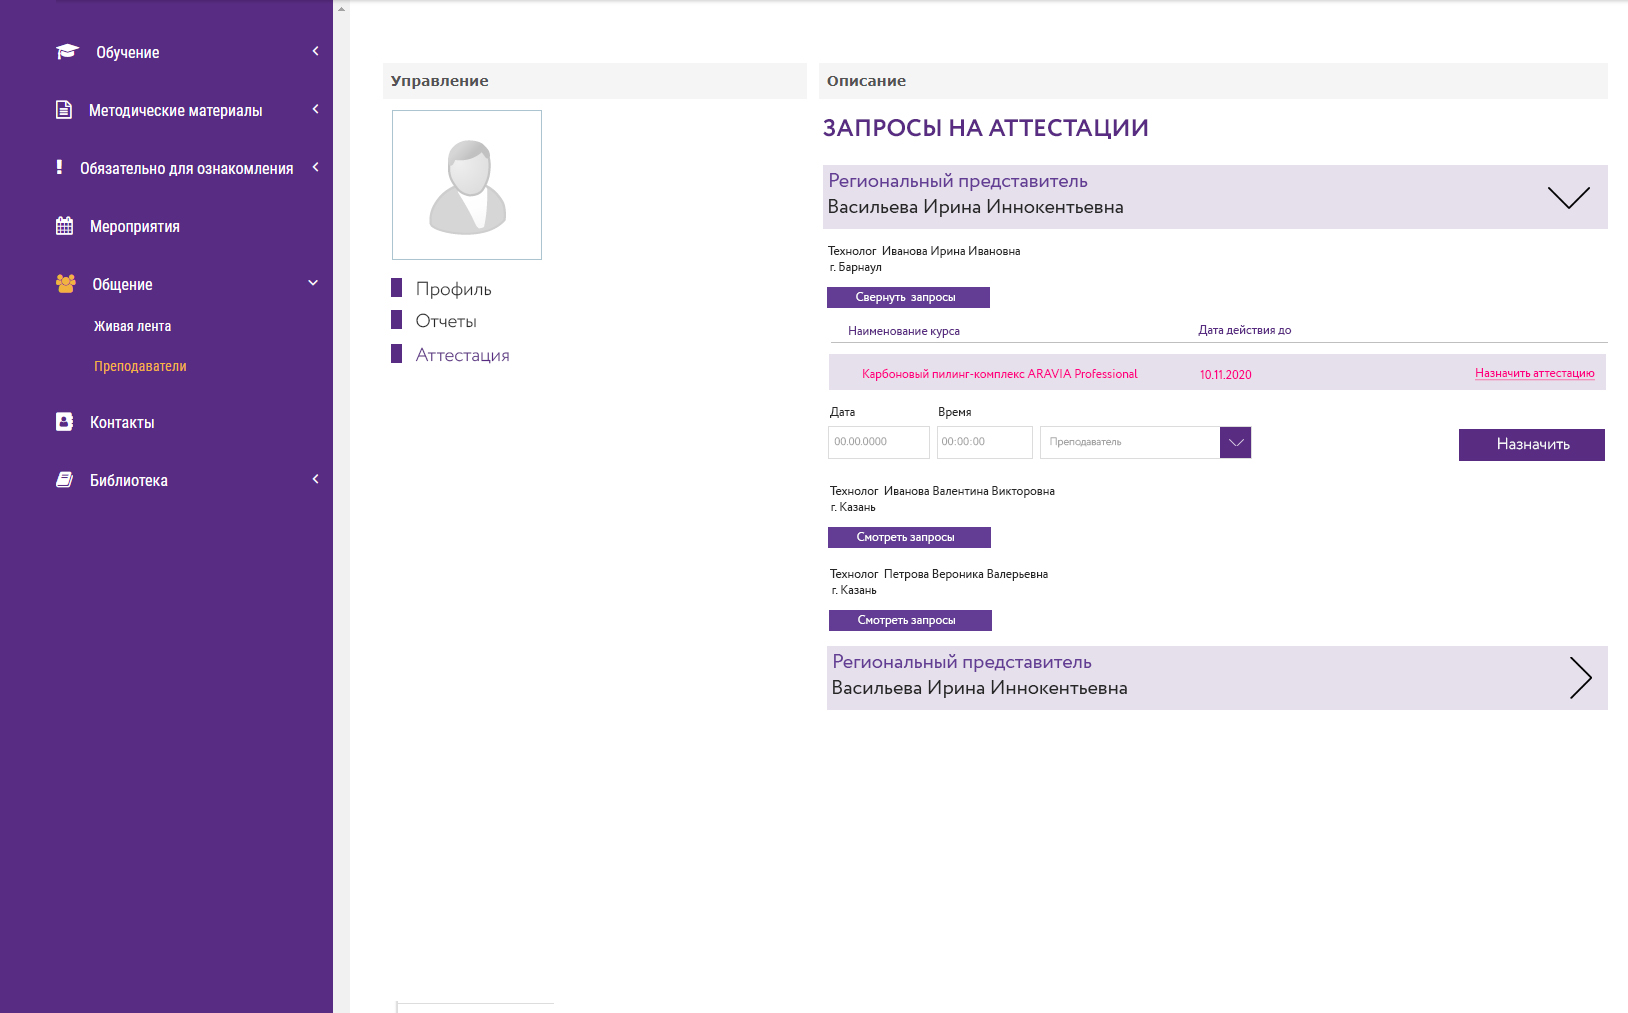 Обучение
Методические материалы
Обязательно для ознакомления
Мероприятия
Общение
Живая лента
Преподаватели
Контакты
Библиотека
Управление
Профиль
Отчеты
Аттестация
Описание
ЗАПРОСЫ НА АТТЕСТАЦИИ
Региональный представитель
Васильева Ирина Иннокентьевна
Технолог Иванова Ирина Ивановна
г. Барнаул
Свернуть запросы
Наименование курса Дата действия до
Карбоновый пилинг-комплекс ARAVIA Professional 10.11.2020 Назначить аттестацию
Дата Время
00.00.0000 00:00:00 Преподаватель Назначить
Технолог Иванова Валентина Викторовна
г. Казань
Смотреть запросы
Технолог Петрова Вероника Валерьевна
г. Казань
Смотреть запросы
Региональный представитель
Васильева Ирина Иннокентьевна